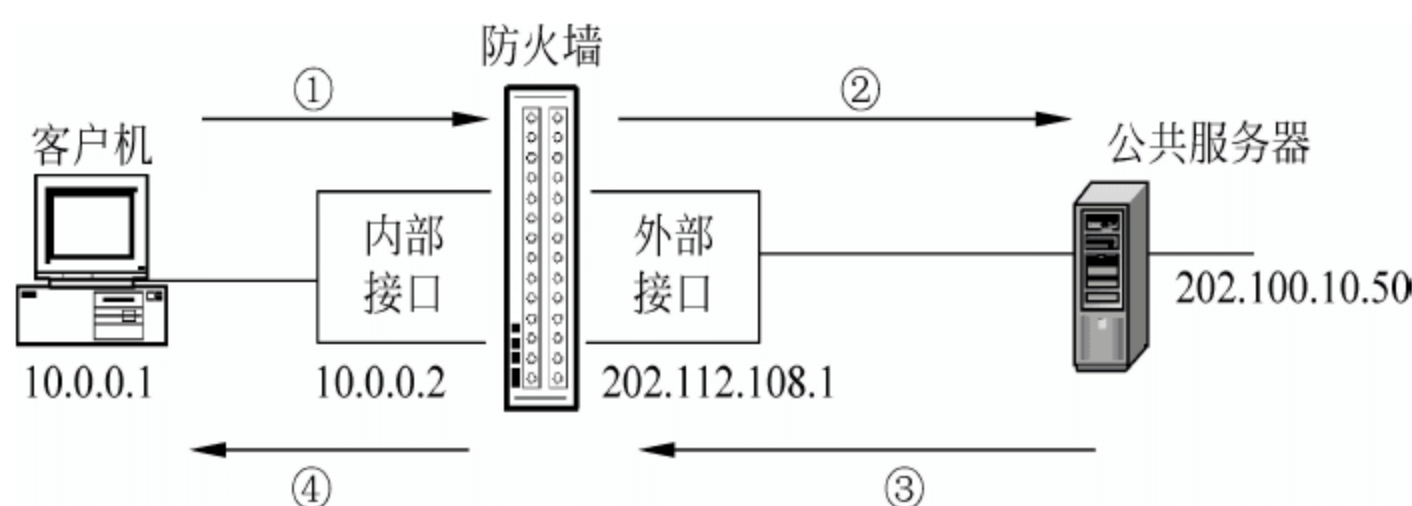 防火墙
①
②
客户机
公共服务器
内部
接口
外部
接口
202.100.10.50
10.0.0.1
10.0.0.2
202.112.108.1
④
③